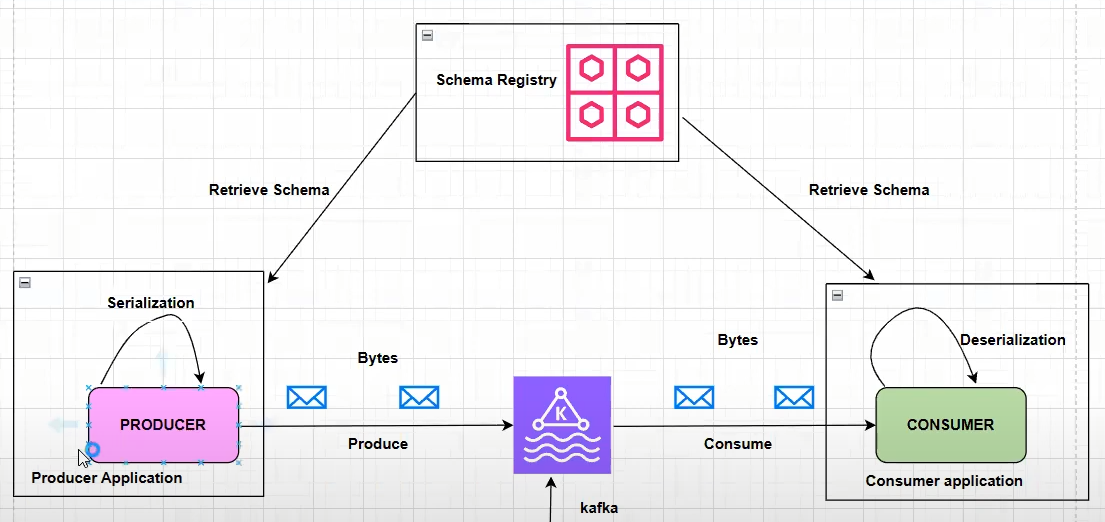 Schema Registry
Retrieve Schema
Retrieve Schema
Serialization
Bytes
Bytes
Deserialization
PRODUCER
K
CONSUMER
Produce
Consume
Producer Application
Consumer application
kafka